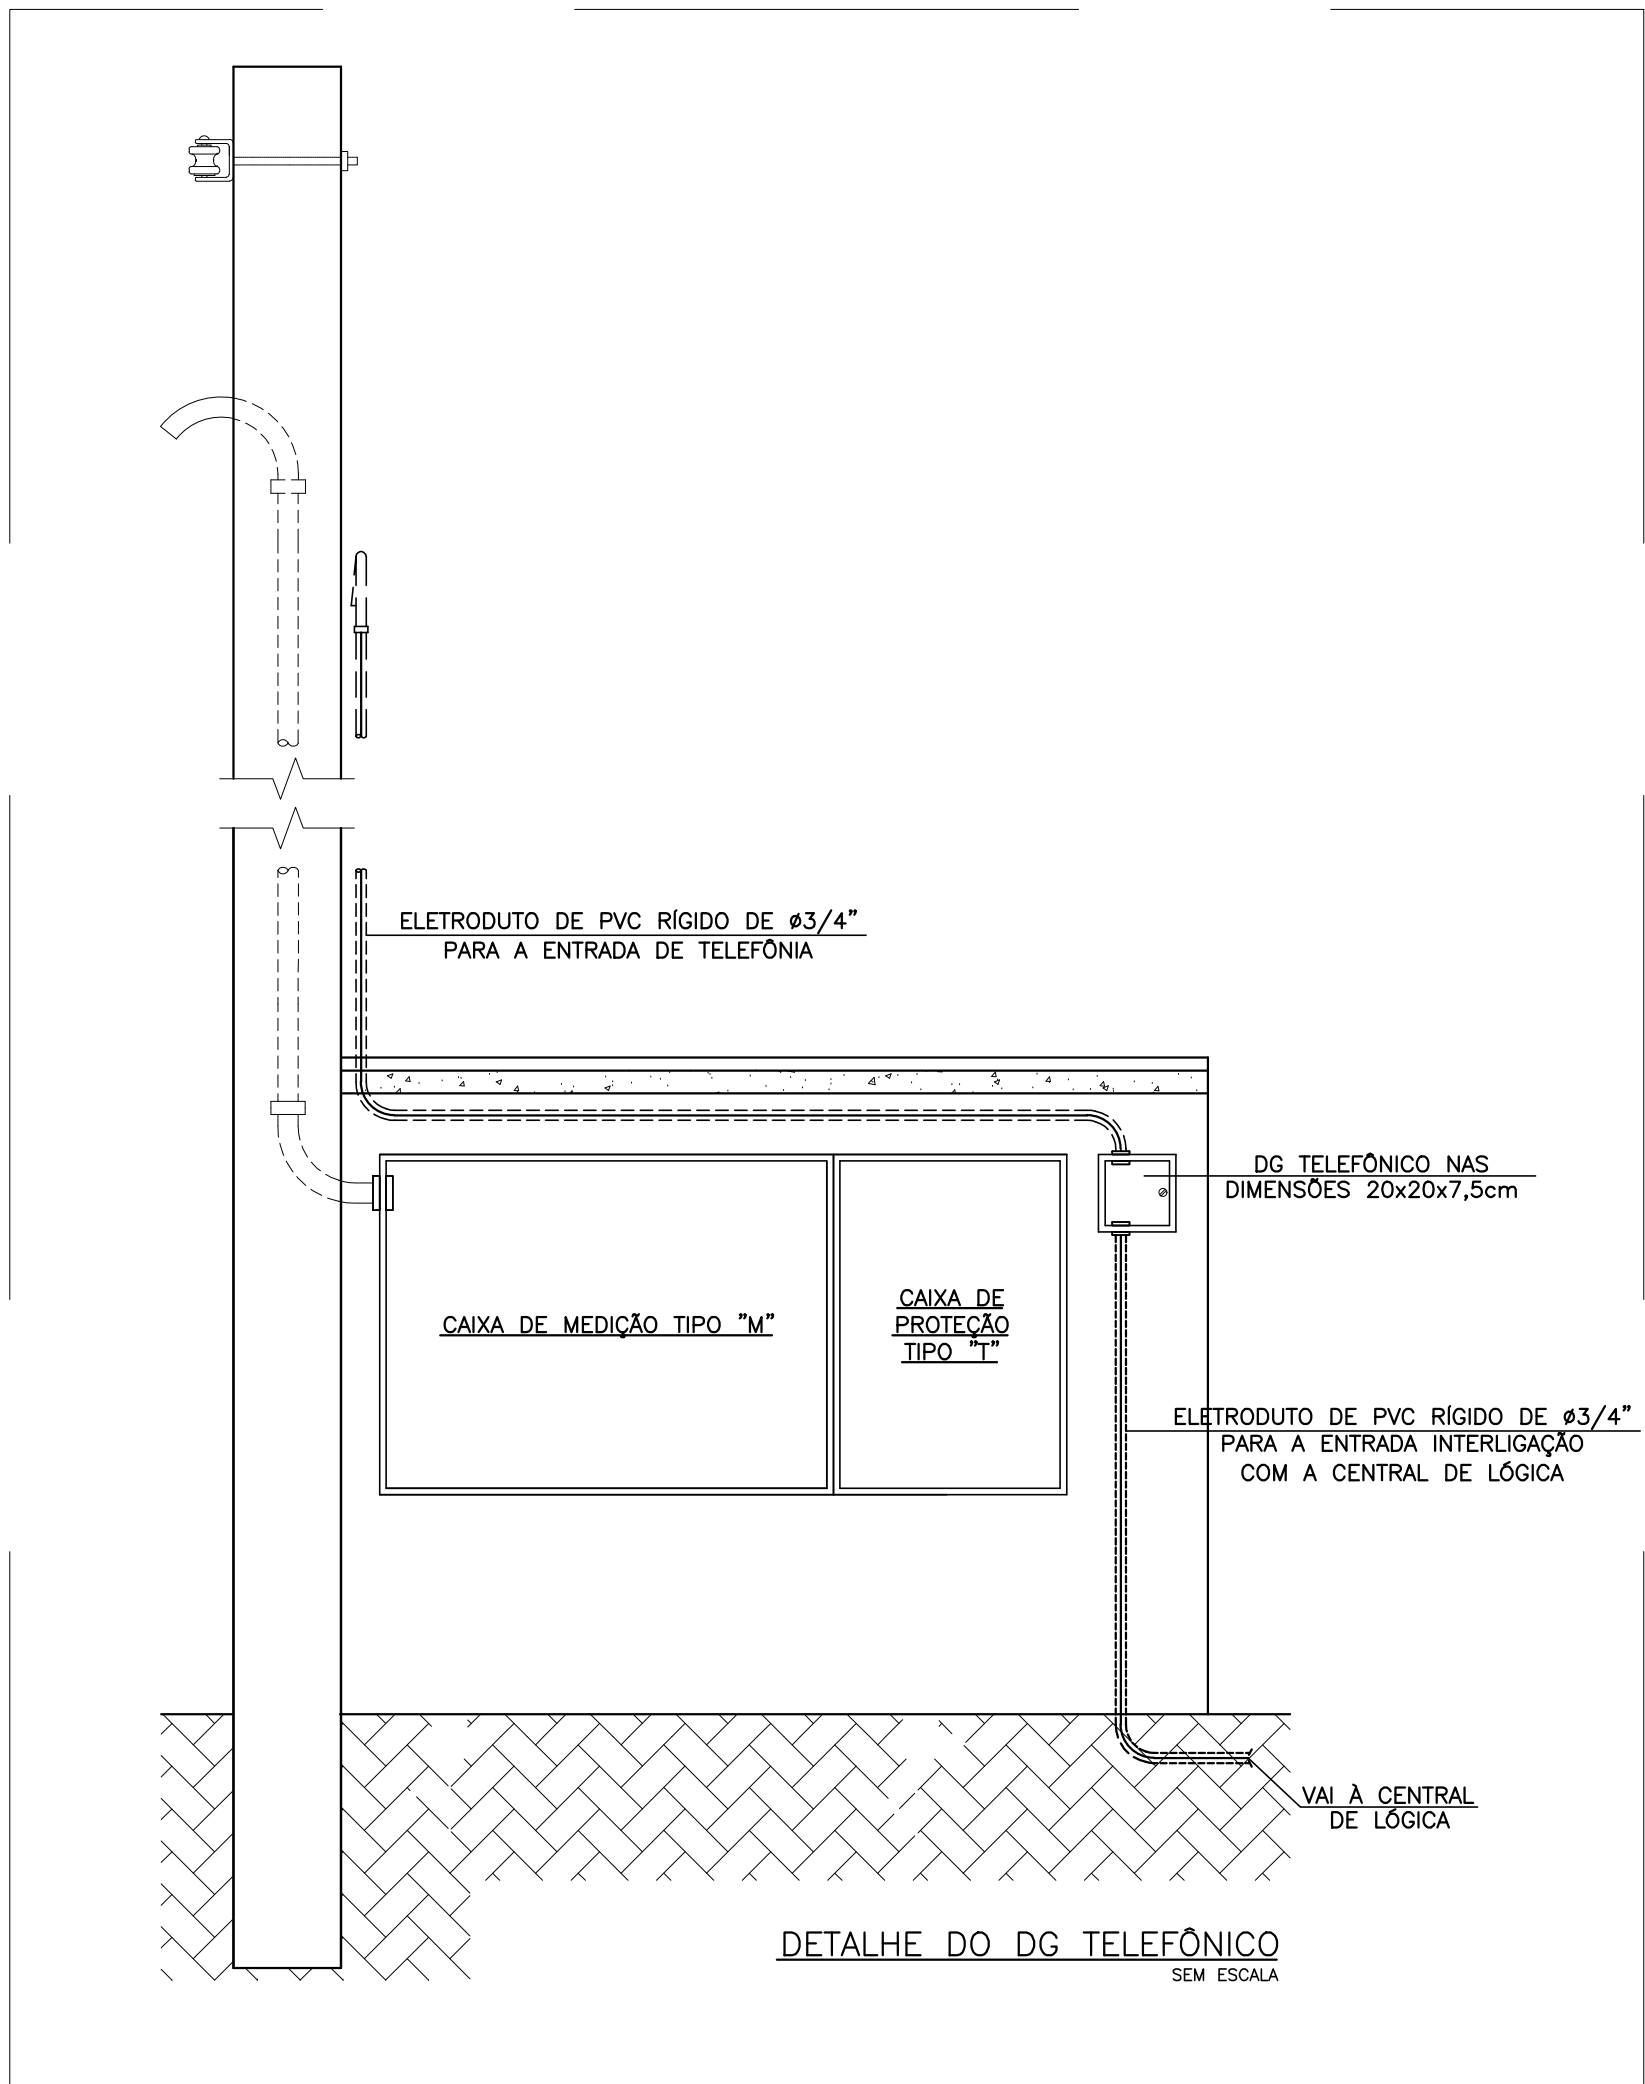 ELETRODUTO DE PVC RÍGIDO DE ø3/4"
PARA A ENTRADA DE TELEFÔNIA
DG TELEFÔNICO NAS
DIMENSÕES 20x20x7,5cm
CAIXA DE MEDIÇÃO TIPO "M"
CAIXA DE
PROTEÇÃO
TIPO "T"
ELETRODUTO DE PVC RÍGIDO DE ø3/4"
PARA A ENTRADA INTERLIGAÇÃO
COM A CENTRAL DE LÓGICA
VAI À CENTRAL
DE LÓGICA
DETALHE DO DG TELEFÔNICO
SEM ESCALA